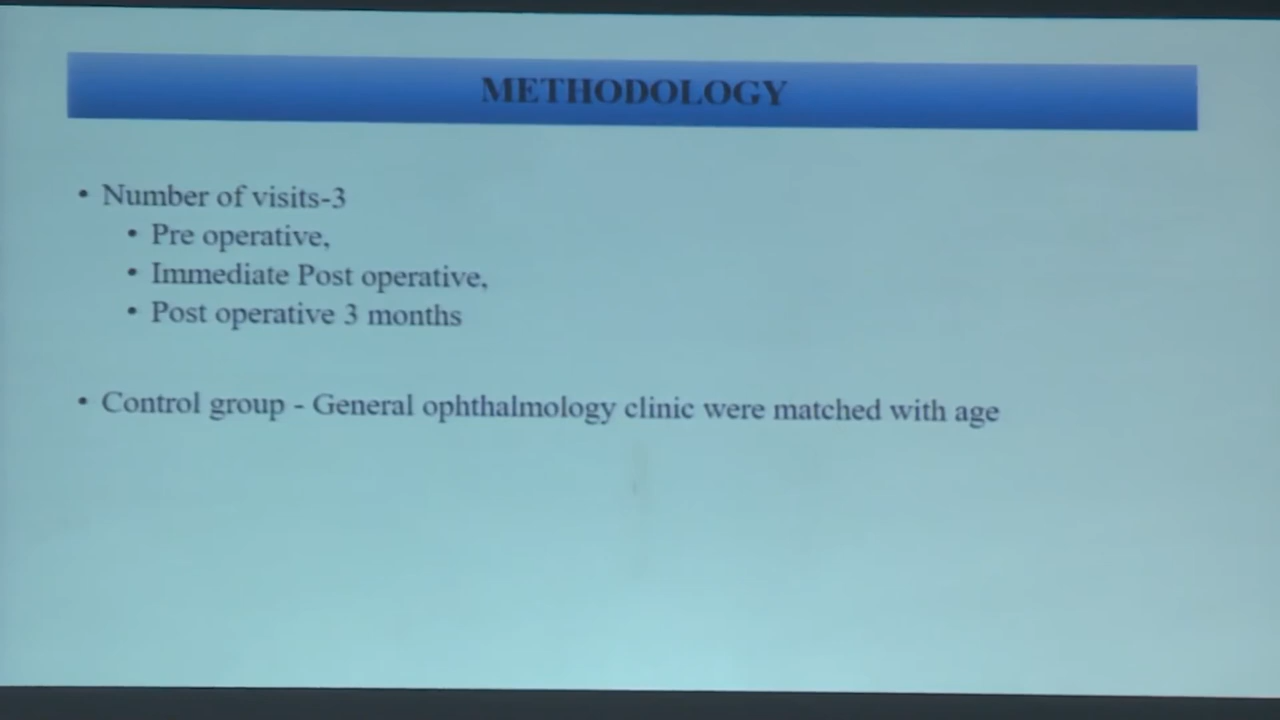 METHODOLOGY
• Number of visits-3
• Pre operative,
• Immediate Post operative,
• Post operative 3 months
• Control group - General ophthalmology clinic were matched with age